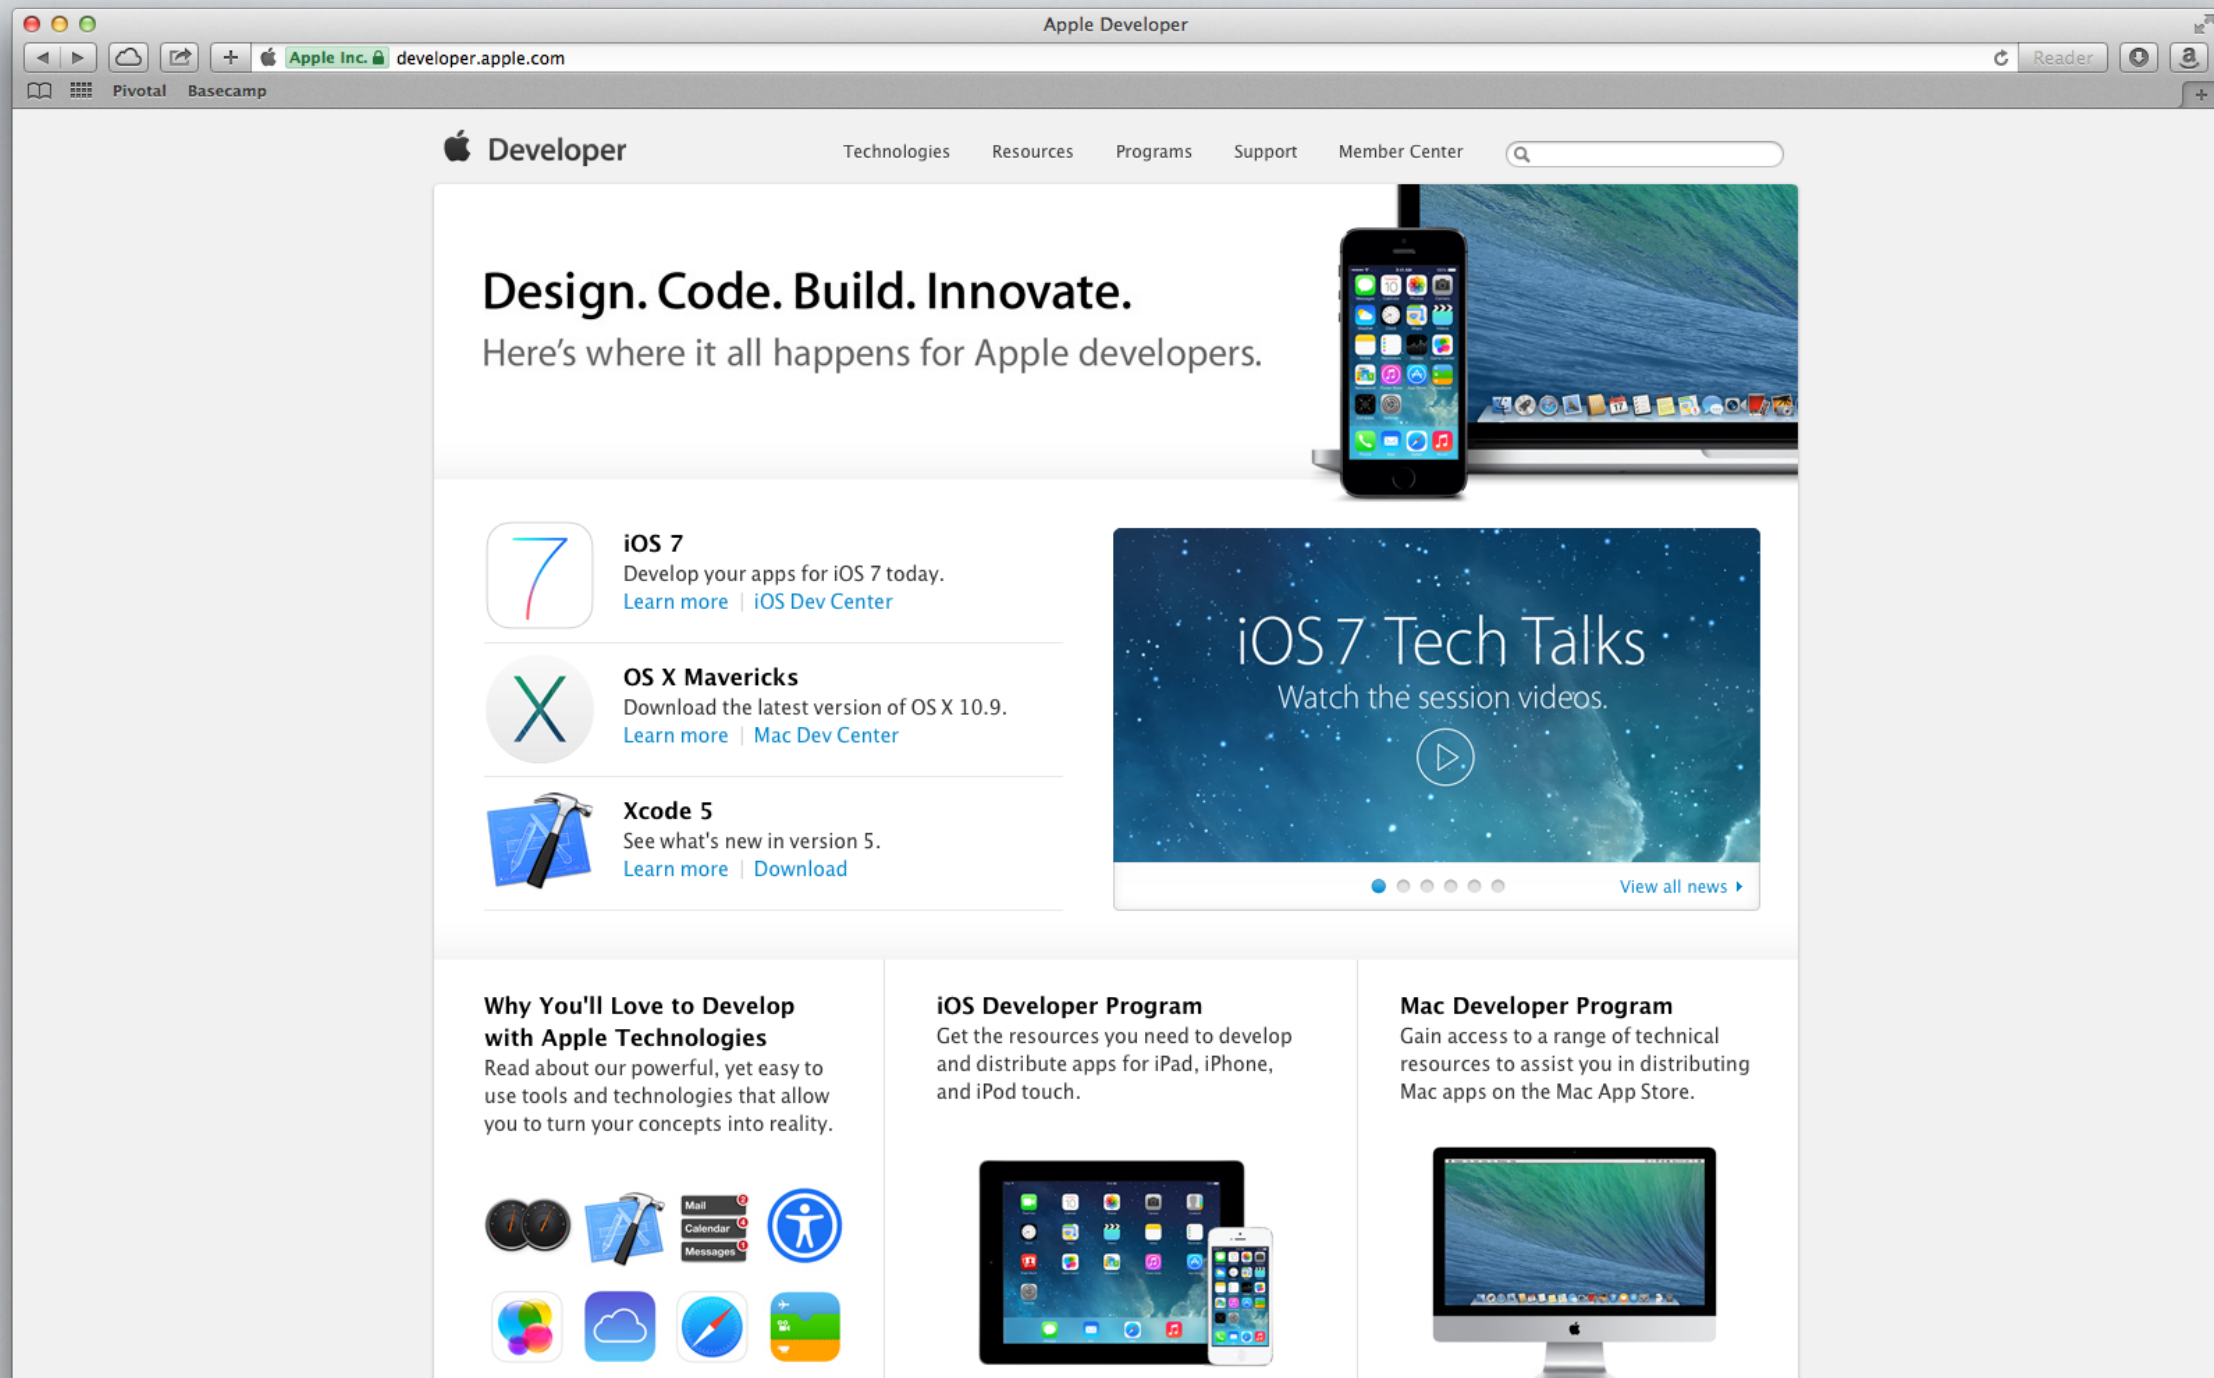 Apple Developer
Apple Inc. developer.apple.com Reader
Pivotal Basecamp
Developer Technologies Resources Programs Support Member Center
Design. Code. Build. Innovate.
Here's where it all happens for Apple developers.
iOS 7
Develop your apps for iOS 7 today.
Learn more | iOS Dev Center
OS X Mavericks
Download the latest version of OS X 10.9.
Learn more | Mac Dev Center
Xcode 5
See what's new in version 5.
Learn more | Download
iOS 7 Tech Talks
Watch the session videos.
View all news
Why You'll Love to Develop
with Apple Technologies
Read about our powerful, yet easy to
use tools and technologies that allow
you to turn your concepts into reality.
Mail 2
Calendar 4
Messages 1
iOS Developer Program
Get the resources you need to develop
and distribute apps for iPad, iPhone,
and iPod touch.
Mac Developer Program
Gain access to a range of technical
resources to assist you in distributing
Mac apps on the Mac App Store.